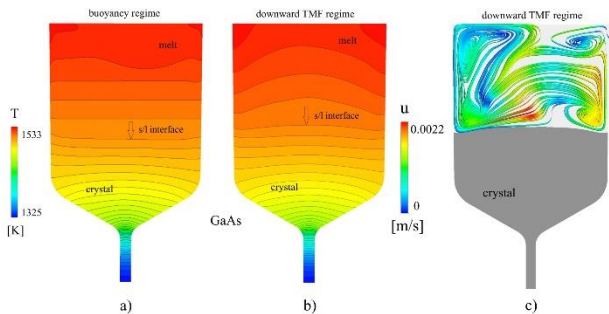 buoyancy regime
downward TMF regime
downward TMF regime
melt
melt
T
1533
1325
[K]
s/l interface
s/l interface
u
0.0022
0
[m/s]
crystal
crystal
crystal
GaAs
a)
b)
c)